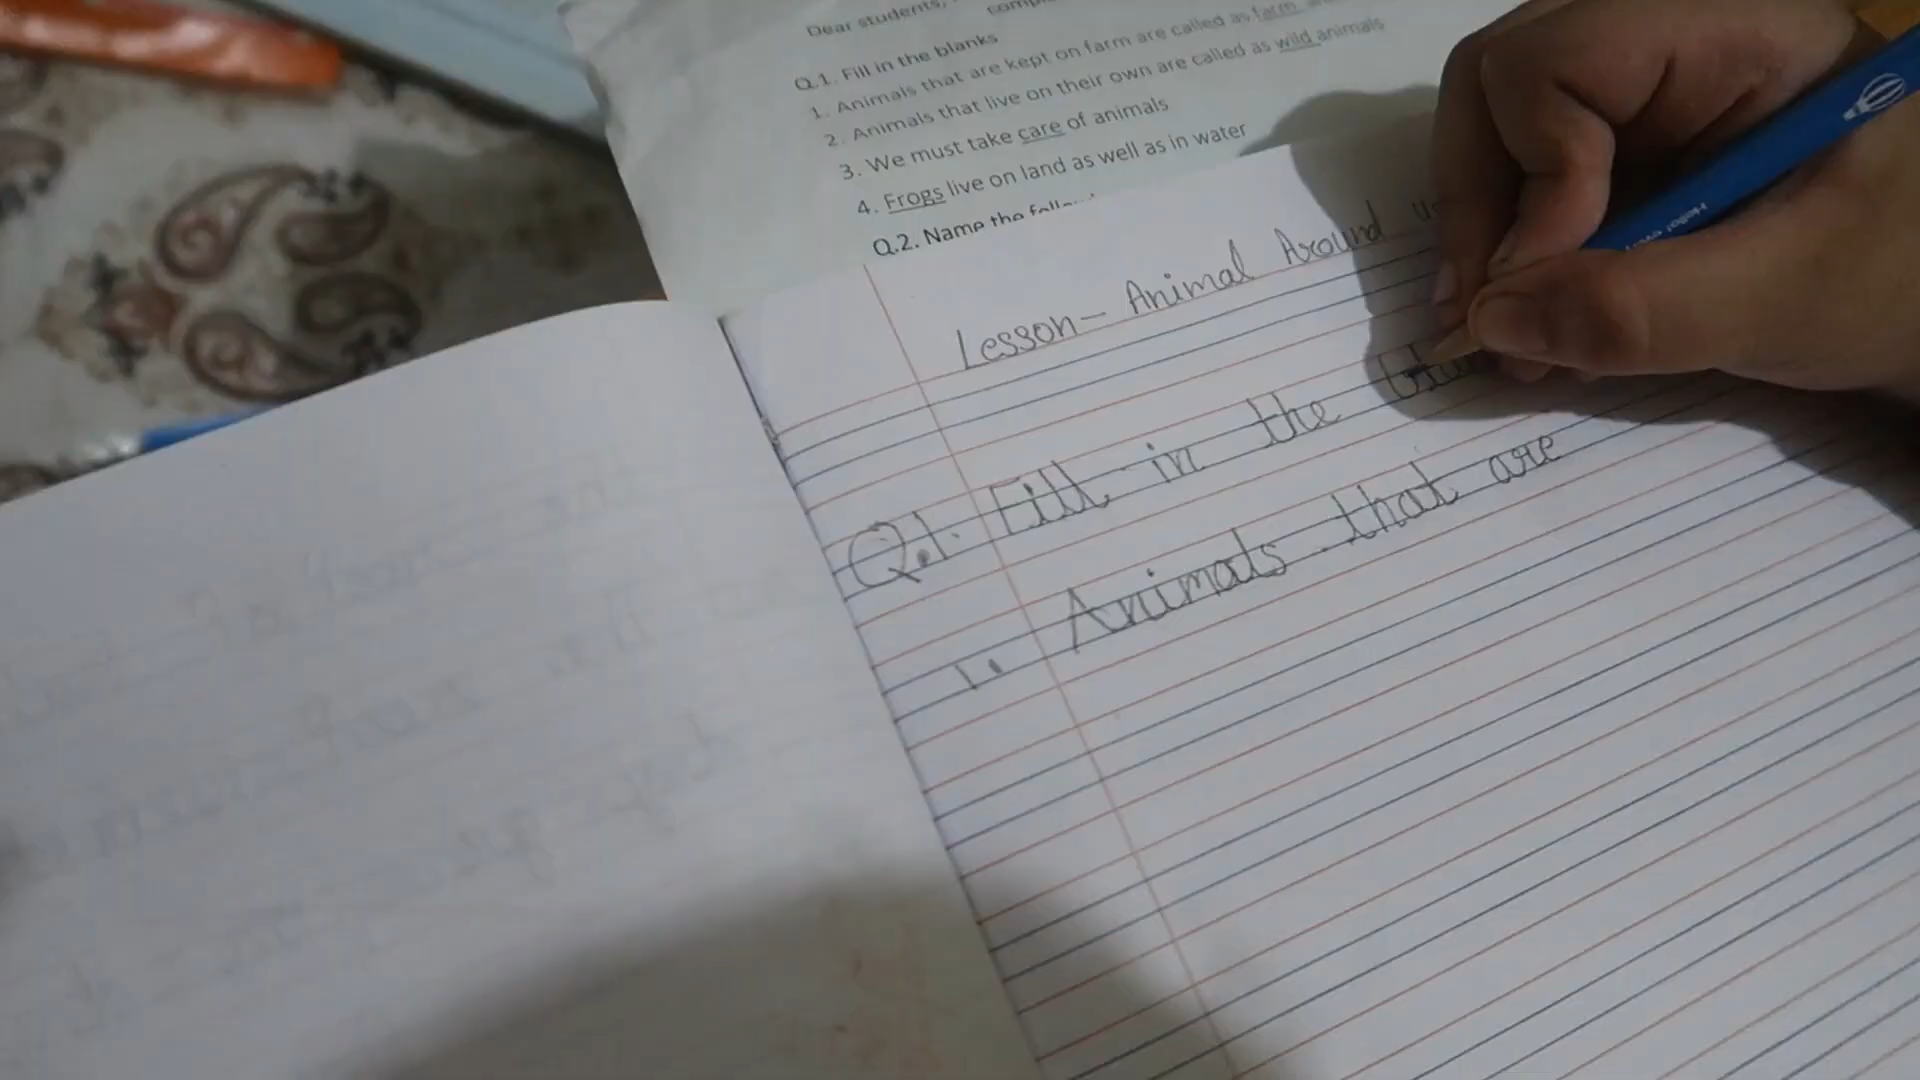 Dear students,
Q.1. Fill in the blanks
1. Animals that are kept on farm are called as farm
2. Animals that live on their own are called as wild animals
3. We must take care of animals
4. Frogs live on land as well as in water
Q.2. Name the
Lesson- Animal Around
Q.1. Fill in the
1. Animals that are